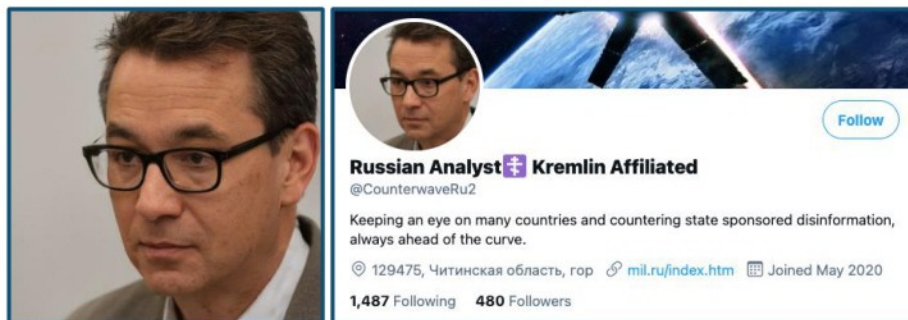 Follow
Russian Analyst☦️ Kremlin Affiliated
@CounterwaveRu2
Keeping an eye on many countries and countering state sponsored disinformation,
always ahead of the curve.
129475, Читинская область, гор mil.ru/index.htm Joined May 2020
1,487 Following 480 Followers